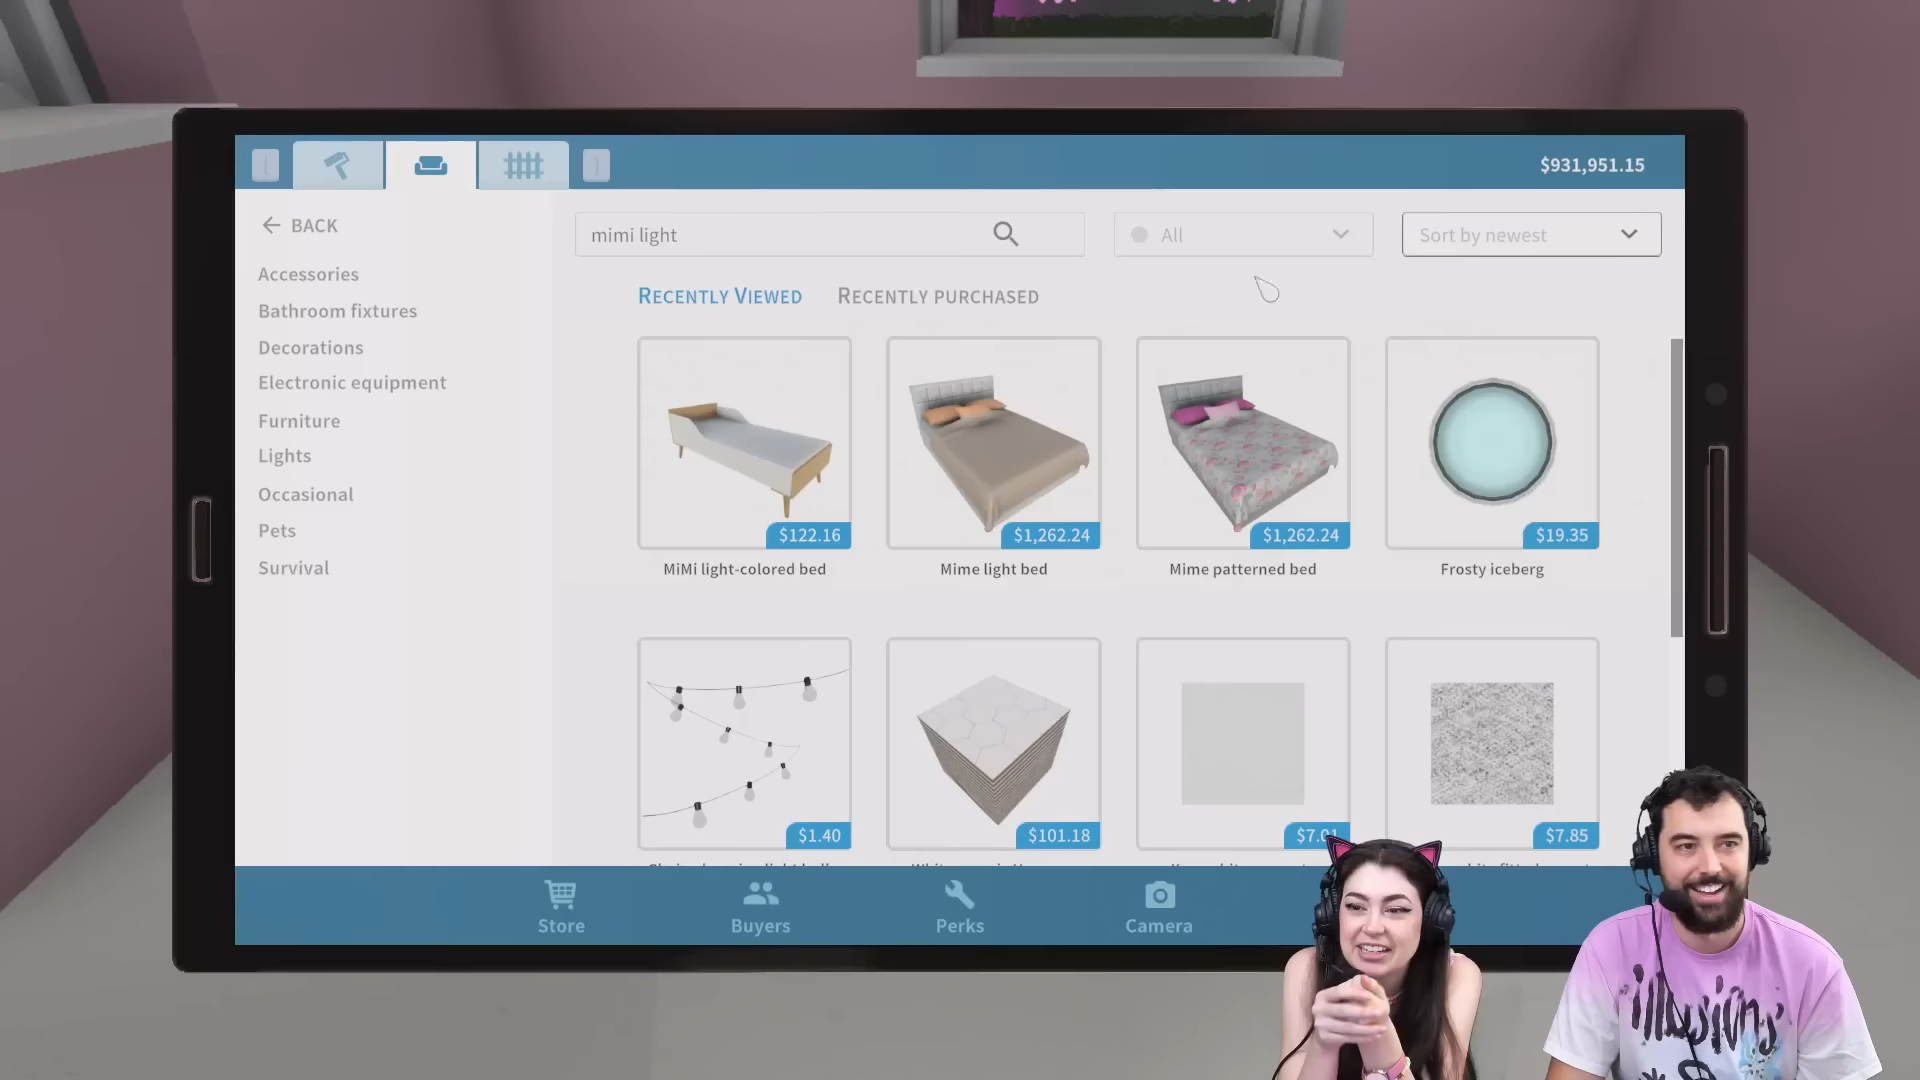 $931,951.15
BACK
mimi light
All
Sort by newest
Accessories
Bathroom fixtures
Decorations
Electronic equipment
Furniture
Lights
Occasional
Pets
Survival
RECENTLY VIEWED
RECENTLY PURCHASED
$122.16
$1,262.24
$1,262.24
$19.35
MiMi light-colored bed
Mime light bed
Mime patterned bed
Frosty iceberg
$1.40
$101.18
$7.01
$7.85
Store
Buyers
Perks
Camera
illusions